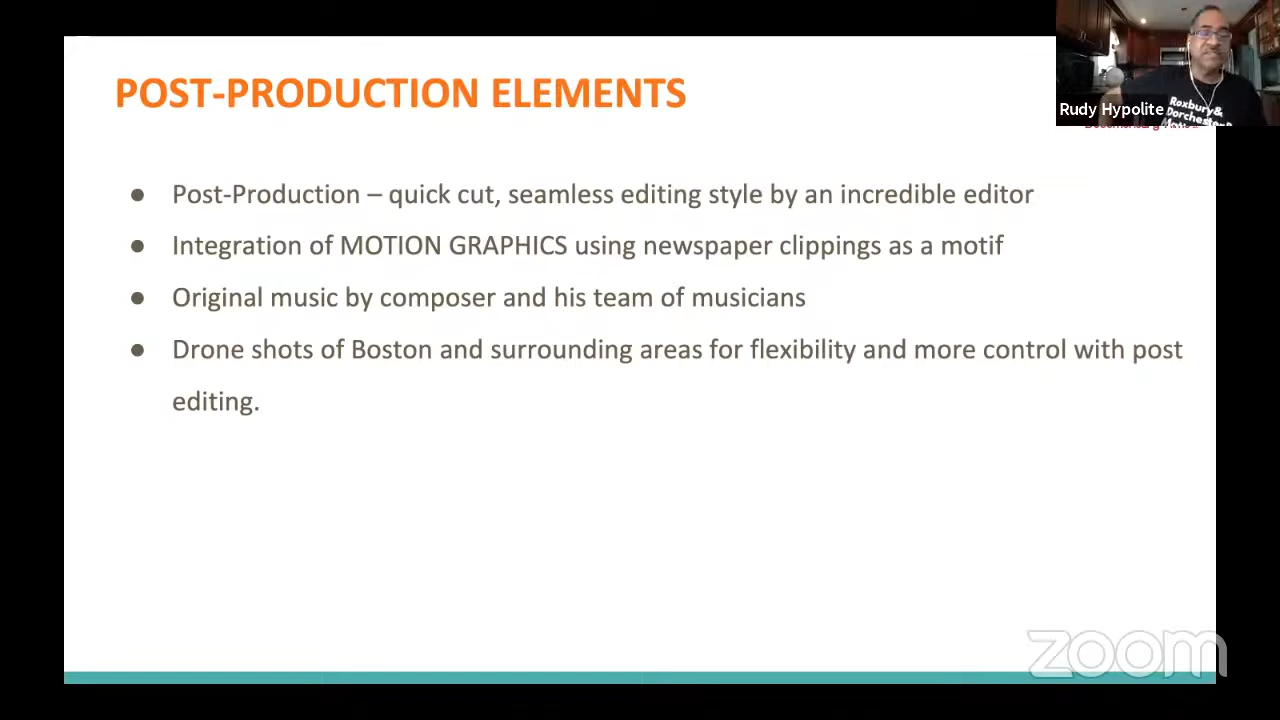 POST-PRODUCTION ELEMENTS
Rudy Hypolite
Roxbury&
Dorchester
● Post-Production – quick cut, seamless editing style by an incredible editor
● Integration of MOTION GRAPHICS using newspaper clippings as a motif
● Original music by composer and his team of musicians
● Drone shots of Boston and surrounding areas for flexibility and more control with post
editing.
zoom